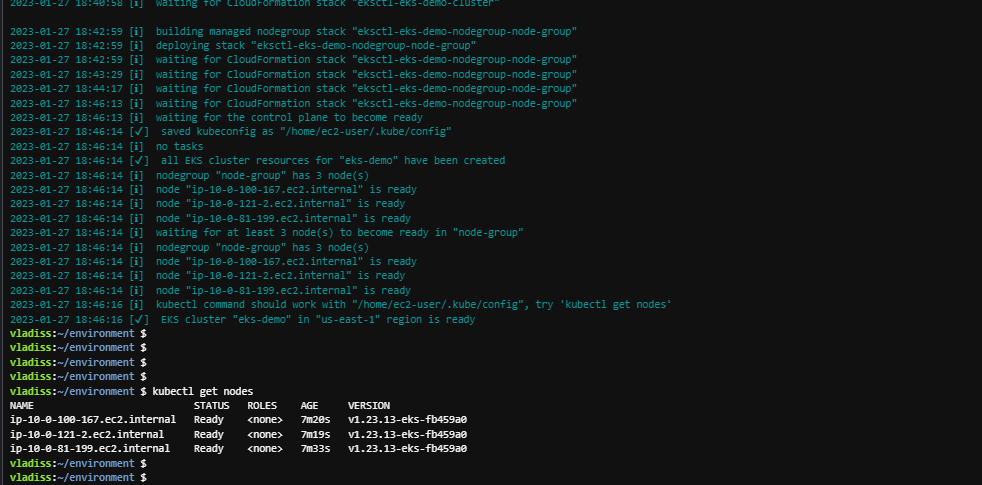 2023-01-27 18:40:58 [ℹ]  waiting for CloudFormation stack "eksctl-eks-demo-cluster"
2023-01-27 18:42:59 [ℹ]  building managed nodegroup stack "eksctl-eks-demo-nodegroup-node-group"
2023-01-27 18:42:59 [ℹ]  deploying stack "eksctl-eks-demo-nodegroup-node-group"
2023-01-27 18:42:59 [ℹ]  waiting for CloudFormation stack "eksctl-eks-demo-nodegroup-node-group"
2023-01-27 18:43:29 [ℹ]  waiting for CloudFormation stack "eksctl-eks-demo-nodegroup-node-group"
2023-01-27 18:44:17 [ℹ]  waiting for CloudFormation stack "eksctl-eks-demo-nodegroup-node-group"
2023-01-27 18:46:13 [ℹ]  waiting for CloudFormation stack "eksctl-eks-demo-nodegroup-node-group"
2023-01-27 18:46:13 [ℹ]  waiting for the control plane to become ready
2023-01-27 18:46:14 [✓]  saved kubeconfig as "/home/ec2-user/.kube/config"
2023-01-27 18:46:14 [ℹ]  no tasks
2023-01-27 18:46:14 [✓]  all EKS cluster resources for "eks-demo" have been created
2023-01-27 18:46:14 [ℹ]  nodegroup "node-group" has 3 node(s)
2023-01-27 18:46:14 [ℹ]  node "ip-10-0-100-167.ec2.internal" is ready
2023-01-27 18:46:14 [ℹ]  node "ip-10-0-121-2.ec2.internal" is ready
2023-01-27 18:46:14 [ℹ]  node "ip-10-0-81-199.ec2.internal" is ready
2023-01-27 18:46:14 [ℹ]  waiting for at least 3 node(s) to become ready in "node-group"
2023-01-27 18:46:14 [ℹ]  nodegroup "node-group" has 3 node(s)
2023-01-27 18:46:14 [ℹ]  node "ip-10-0-100-167.ec2.internal" is ready
2023-01-27 18:46:14 [ℹ]  node "ip-10-0-121-2.ec2.internal" is ready
2023-01-27 18:46:14 [ℹ]  node "ip-10-0-81-199.ec2.internal" is ready
2023-01-27 18:46:16 [ℹ]  kubectl command should work with "/home/ec2-user/.kube/config", try 'kubectl get nodes'
2023-01-27 18:46:16 [✓]  EKS cluster "eks-demo" in "us-east-1" region is ready
vladiss:~/environment $
vladiss:~/environment $
vladiss:~/environment $
vladiss:~/environment $
vladiss:~/environment $ kubectl get nodes
NAME                           STATUS   ROLES    AGE     VERSION
ip-10-0-100-167.ec2.internal   Ready    <none>   7m20s   v1.23.13-eks-fb459a0
ip-10-0-121-2.ec2.internal     Ready    <none>   7m19s   v1.23.13-eks-fb459a0
ip-10-0-81-199.ec2.internal    Ready    <none>   7m33s   v1.23.13-eks-fb459a0
vladiss:~/environment $
vladiss:~/environment $